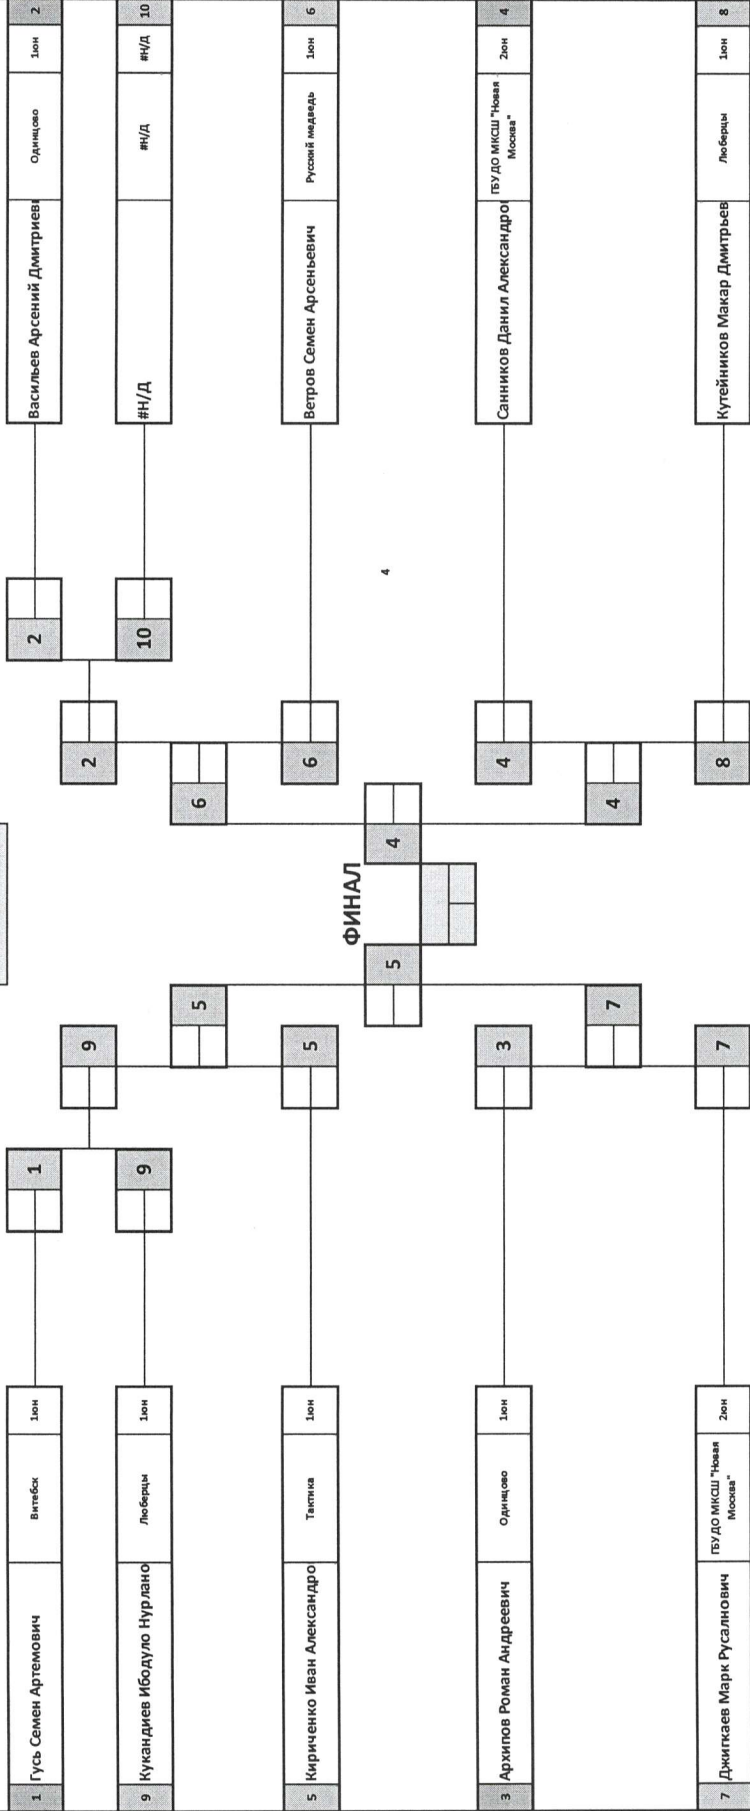 1 Гусь Семен Артемович Витебск 1юн
9 Кукандиев Ибодуло Нурлано Люберцы 1юн
5 Кириченко Иван Александро Тактика 1юн
3 Архипов Роман Андреевич Одинцово 1юн
7 Джигкаев Марк Русалнович ГБУ ДО МКСШ "Новая
Москва" 2юн
1
9
9
5
5
3
7
7
5
ФИНАЛ
4
6
4
2
6
4
8
2
10
4
Васильев Арсений Дмитриеви Одинцово 1юн 2
#Н/Д #Н/Д #Н/Д 10
Ветров Семен Арсеньевич Русский медведь 1юн 6
Санников Данил Александро ГБУ ДО МКСШ "Новая
Москва" 2юн 4
Кутейников Макар Дмитрьев Люберцы 1юн 8